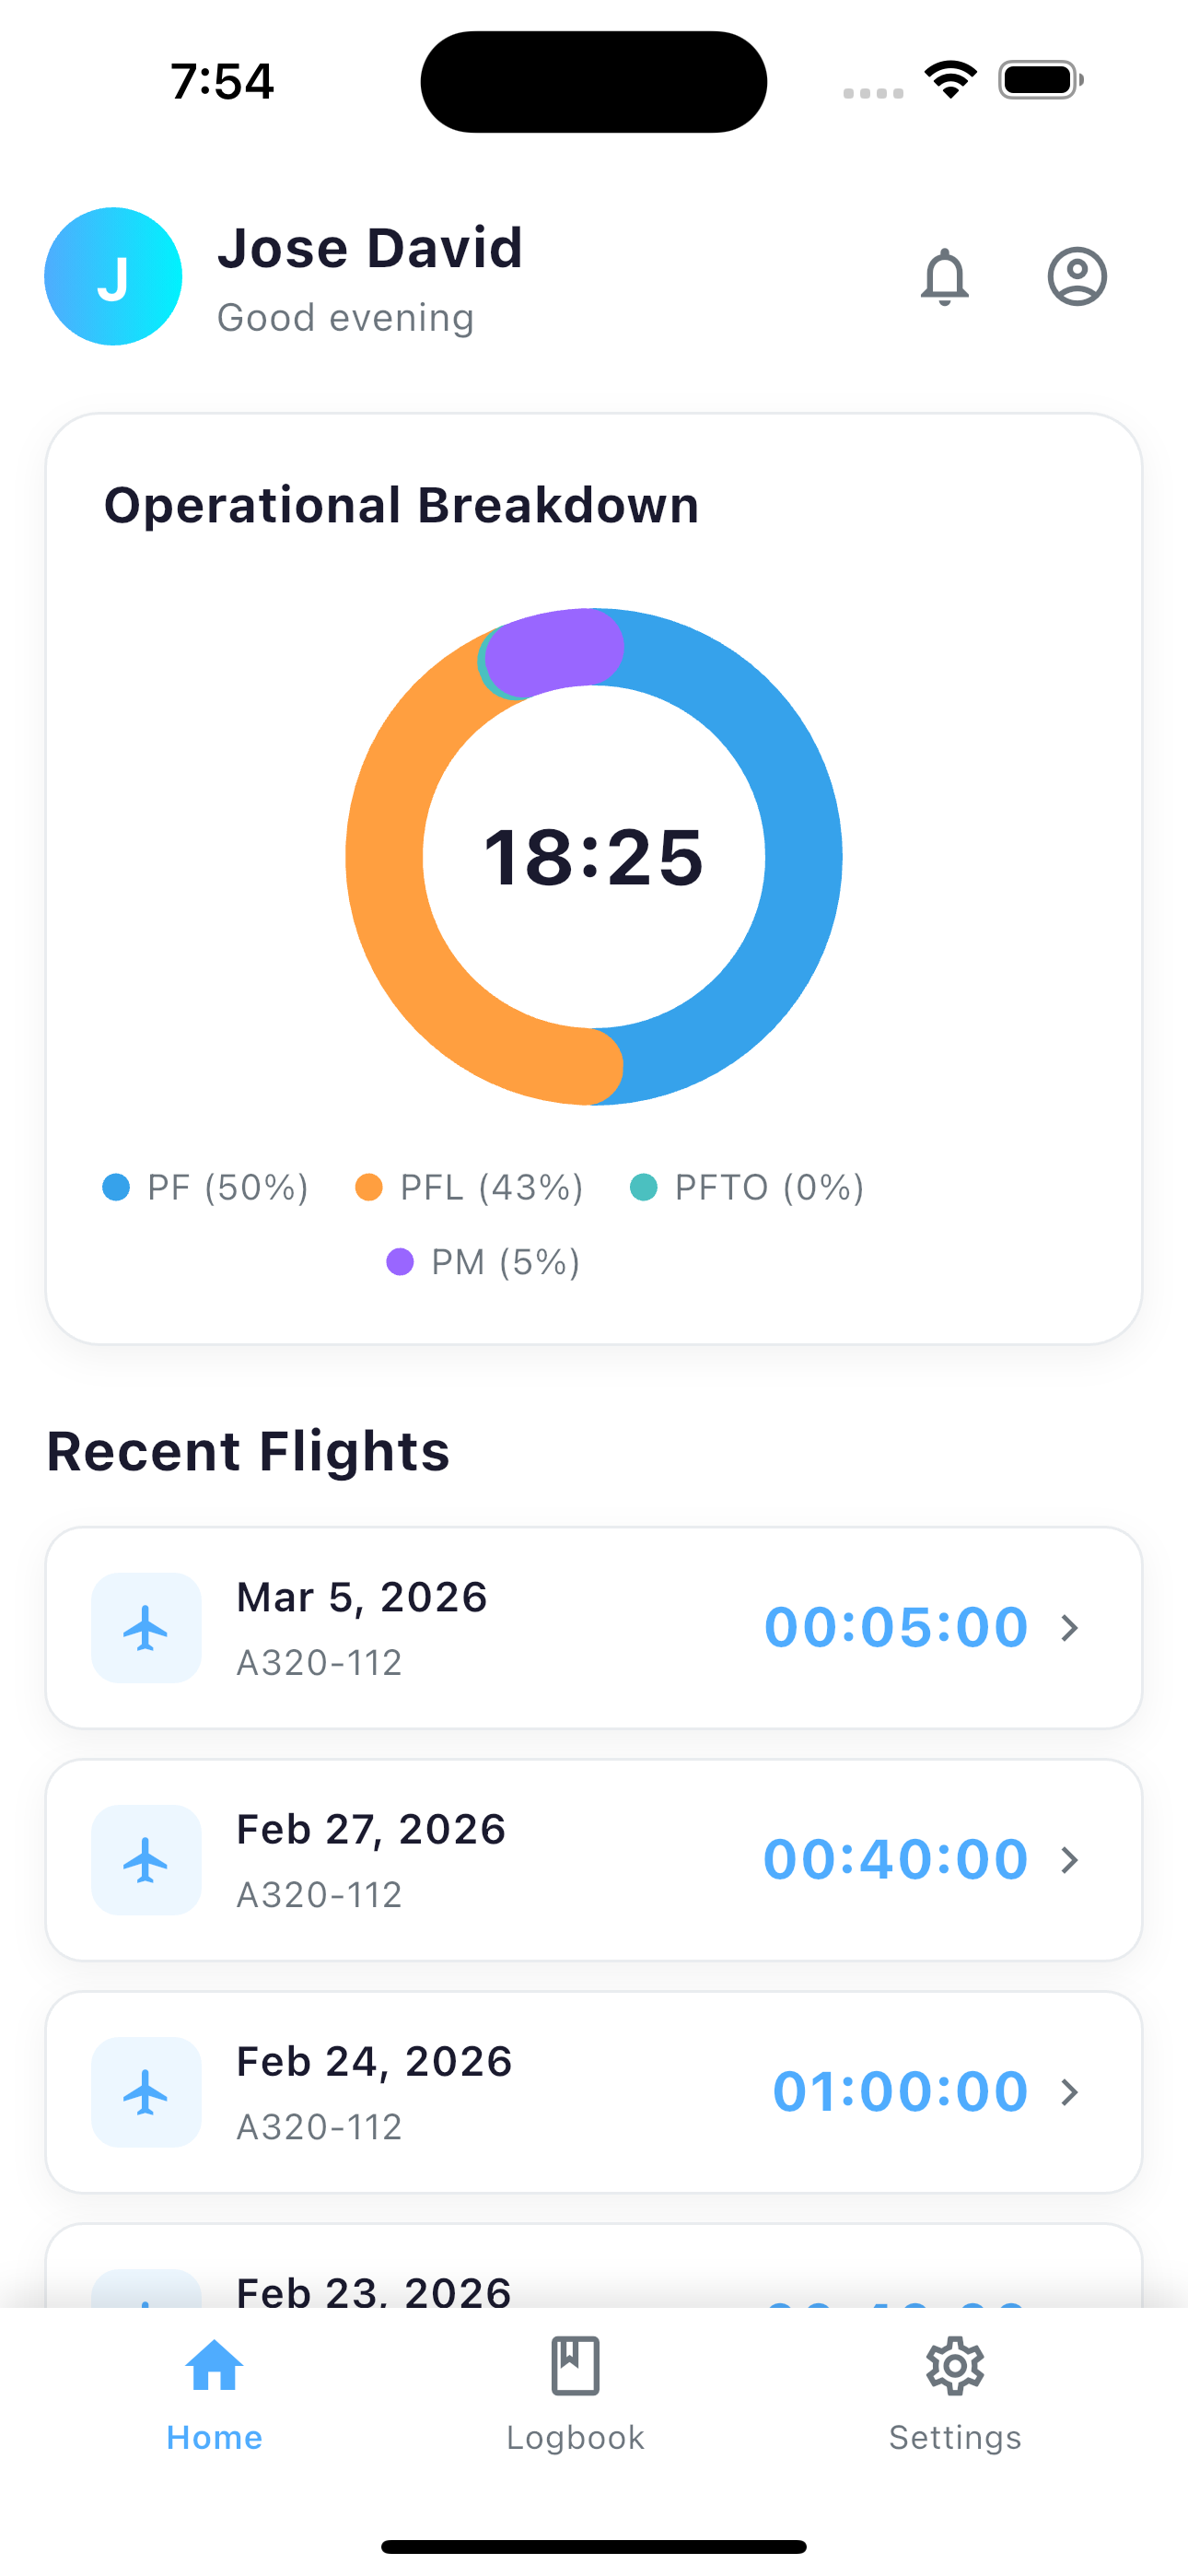 7:54
J
Jose David
Good evening
Operational Breakdown
18:25
PF (50%) PFL (43%) PFTO (0%)
PM (5%)
Recent Flights
Mar 5, 2026
A320-112
00:05:00
Feb 27, 2026
A320-112
00:40:00
Feb 24, 2026
A320-112
01:00:00
Feb 23, 2026
Home
Logbook
Settings